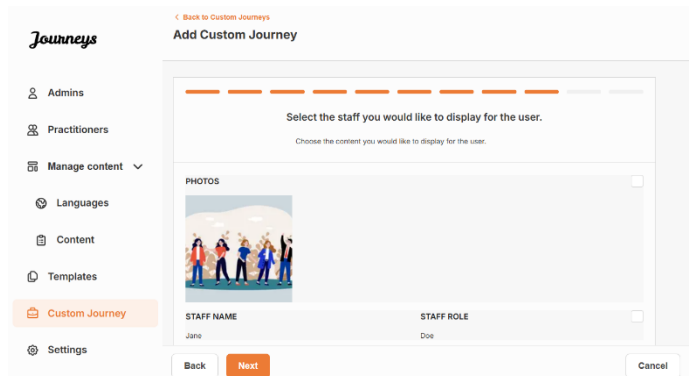 Journeys
Admins
Practitioners
Manage content
Languages
Content
Templates
Custom Journey
Settings
Back to Custom Journeys
Add Custom Journey
Select the staff you would like to display for the user.
Choose the content you would like to display for the user.
PHOTOS
STAFF NAME STAFF ROLE
Jane Doe
Back Next Cancel